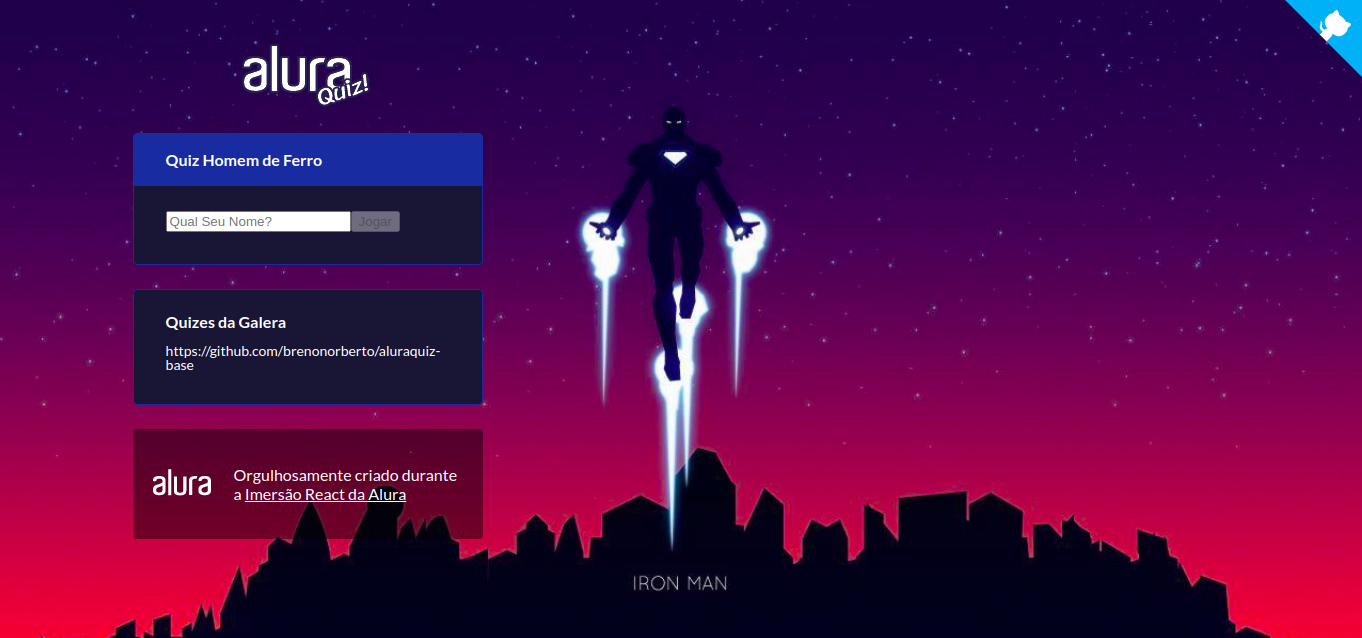 alura
Quiz!
Quiz Homem de Ferro
Qual Seu Nome?
Jogar
Quizes da Galera
https://github.com/brenonorberto/aluraquiz-
base
alura
Orgulhosamente criado durante
a Imersão React da Alura
IRON MAN